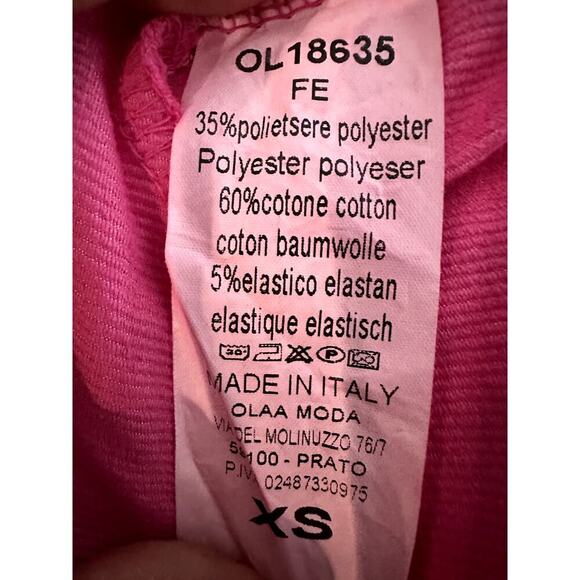 OL18635
FE
35%polietsere polyester
Polyester polyeser
60%cotone cotton
coton baumwolle
5%elastico elastan
elastique elastisch
30 P
MADE IN ITALY
OLAA MODA
VIA DEL MOLINUZZO 76/7
59100 - PRATO
P.IVA 02487330975
XS